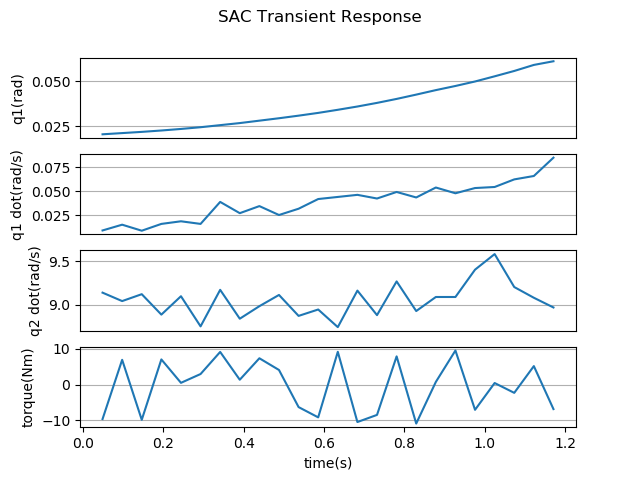 SAC Transient Response
q1(rad)
0.050
0.025
q1 dot(rad/s)
0.075
0.050
0.025
q2 dot(rad/s)
9.5
9.0
torque(Nm)
10
0
−10
0.0 0.2 0.4 0.6 0.8 1.0 1.2
time(s)